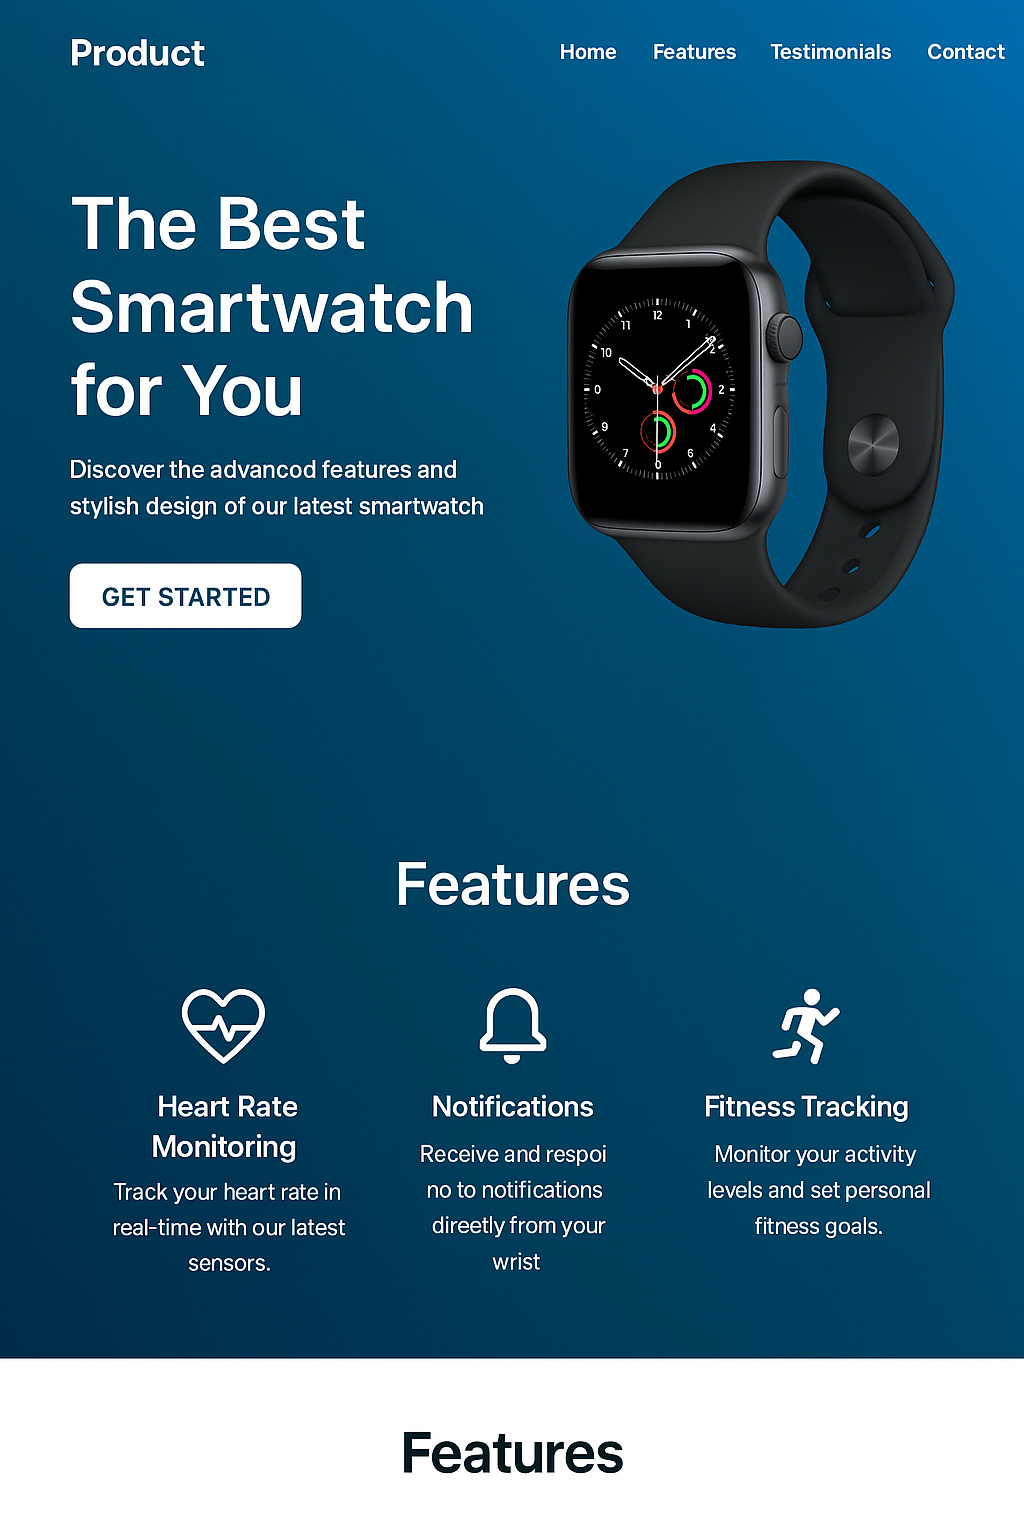 Product
Home Features Testimonials Contact
The Best
Smartwatch
for You
Discover the advancod features and
stylish design of our latest smartwatch
GET STARTED
12
11 1
10 2
0 2
9 4
7 6
0
Features
Heart Rate
Monitoring
Track your heart rate in
real-time with our latest
sensors.
Notifications
Receive and respoi
no to notifications
direetly from your
wrist
Fitness Tracking
Monitor your activity
levels and set personal
fitness goals.
Features